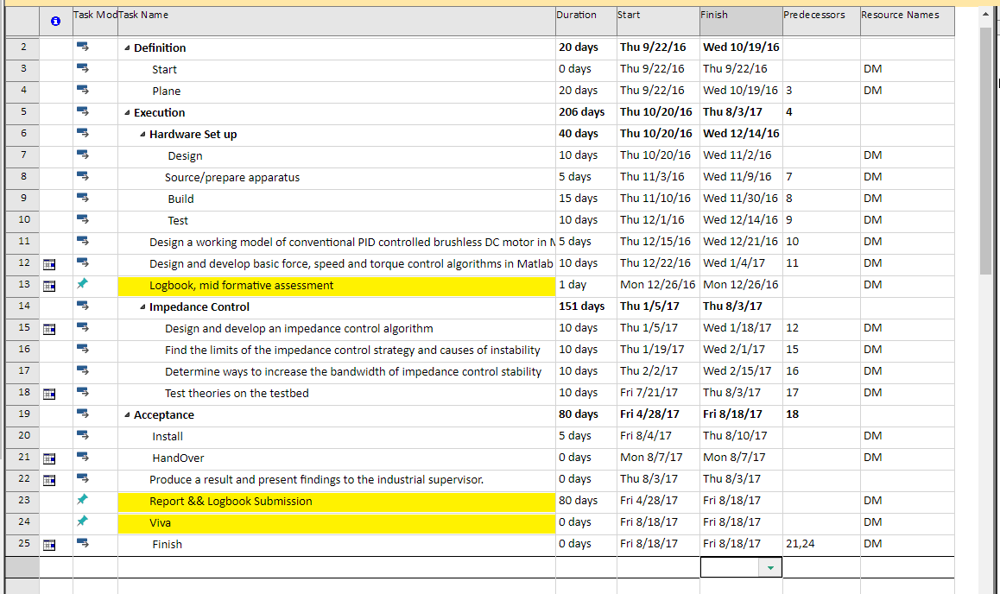 Task Mod Task Name Duration Start Finish Predecessors Resource Names
2 Definition 20 days Thu 9/22/16 Wed 10/19/16
3 Start 0 days Thu 9/22/16 Thu 9/22/16 DM
4 Plane 20 days Thu 9/22/16 Wed 10/19/16 3 DM
5 Execution 206 days Thu 10/20/16 Thu 8/3/17 4
6 Hardware Set up 40 days Thu 10/20/16 Wed 12/14/16
7 Design 10 days Thu 10/20/16 Wed 11/2/16 DM
8 Source/prepare apparatus 5 days Thu 11/3/16 Wed 11/9/16 7 DM
9 Build 15 days Thu 11/10/16 Wed 11/30/16 8 DM
10 Test 10 days Thu 12/1/16 Wed 12/14/16 9 DM
11 Design a working model of conventional PID controlled brushless DC motor in 5 days Thu 12/15/16 Wed 12/21/16 10 DM
12 Design and develop basic force, speed and torque control algorithms in Matlab 10 days Thu 12/22/16 Wed 1/4/17 11 DM
13 Logbook, mid formative assessment 1 day Mon 12/26/16 Mon 12/26/16 DM
14 Impedance Control 151 days Thu 1/5/17 Thu 8/3/17
15 Design and develop an impedance control algorithm 10 days Thu 1/5/17 Wed 1/18/17 12 DM
16 Find the limits of the impedance control strategy and causes of instability 10 days Thu 1/19/17 Wed 2/1/17 15 DM
17 Determine ways to increase the bandwidth of impedance control stability 10 days Thu 2/2/17 Wed 2/15/17 16 DM
18 Test theories on the testbed 10 days Fri 7/21/17 Thu 8/3/17 17 DM
19 Acceptance 80 days Fri 4/28/17 Fri 8/18/17 18
20 Install 5 days Fri 8/4/17 Thu 8/10/17 DM
21 HandOver 0 days Mon 8/7/17 Mon 8/7/17 DM
22 Produce a result and present findings to the industrial supervisor. 0 days Thu 8/3/17 Thu 8/3/17
23 Report && Logbook Submission 80 days Fri 4/28/17 Fri 8/18/17 DM
24 Viva 0 days Fri 8/18/17 Fri 8/18/17 DM
25 Finish 0 days Fri 8/18/17 Fri 8/18/17 21,24 DM